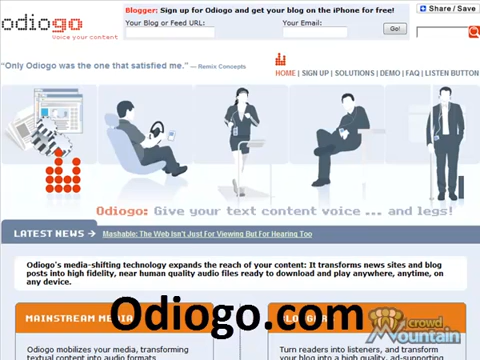 odiogo
Voice your content
Blogger: Sign up for Odiogo and get your blog on the iPhone for free!
Your Blog or Feed URL:
Your Email:
Go!
Share / Save
"Only Odiogo was the one that satisfied me." — Remix Concepts
HOME | SIGN UP | SOLUTIONS | DEMO | FAQ | LISTEN BUTTON
Odiogo: Give your text content voice ... and legs!
LATEST NEWS
Mashable: The Web Isn't Just For Viewing But For Hearing Too
Odiogo's media-shifting technology expands the reach of your content: It transforms news sites and blog
posts into high fidelity, near human quality audio files ready to download and play anywhere, anytime, on
any device.
MAINSTREAM MEDIA
BLOGGER
Odiogo.com
crowd
Mountain
Odiogo mobilizes your media, transforming
textual content into audio formats
Turn readers into listeners, and transform
your blog into a high quality, ad-supporting